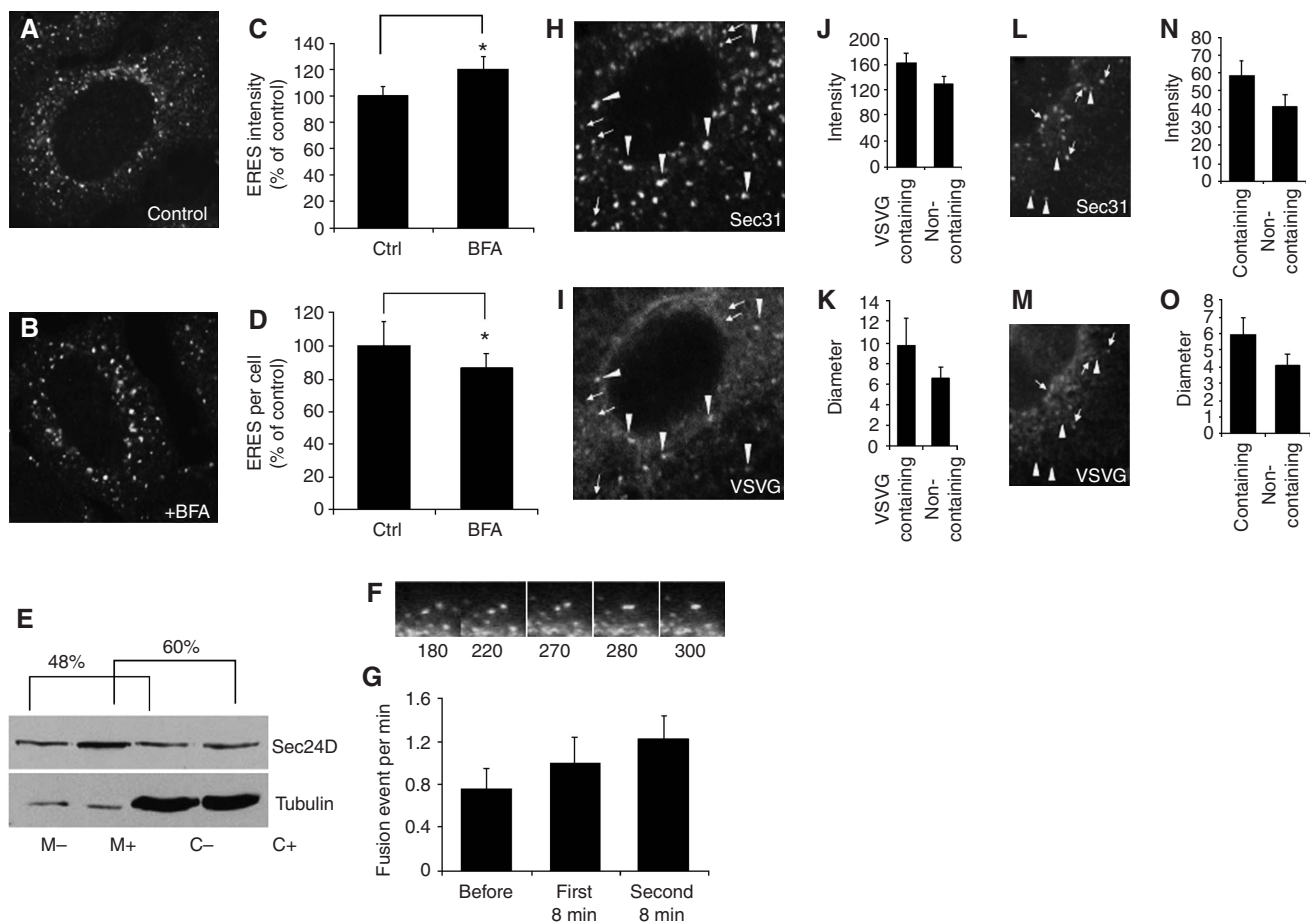 A
Control
B
+BFA
C
ERES intensity
(% of control)
140
120
100
80
60
40
20
0
*
Ctrl
BFA
D
ERES per cell
(% of control)
120
100
80
60
40
20
0
*
Ctrl
BFA
E
48%
60%
Sec24D
Tubulin
M–
M+
C–
C+
F
180
220
270
280
300
G
Fusion event per min
1.6
1.2
0.8
0.4
0
Before
First
8 min
Second
8 min
H
Sec31
I
VSVG
J
Intensity
200
160
120
80
40
0
VSVG
containing
Non-
containing
K
Diameter
14
12
10
8
6
4
2
0
VSVG
containing
Non-
containing
L
Sec31
M
VSVG
N
Intensity
80
70
60
50
40
30
20
10
0
Containing
Non-
containing
O
Diameter
8
7
6
5
4
3
2
1
0
Containing
Non-
containing